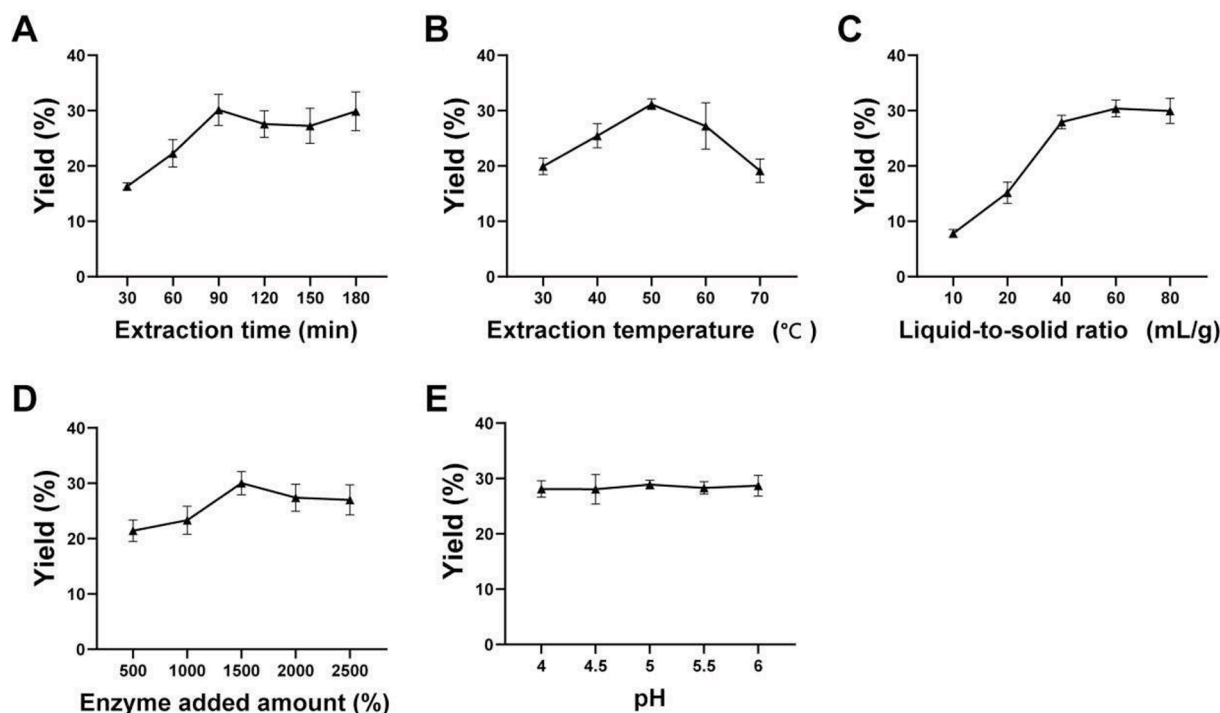 A
B
C
Yield (%)
40
30
20
10
0
30 60 90 120 150 180
Extraction time (min)
Yield (%)
40
30
20
10
0
30 40 50 60 70
Extraction temperature (℃ )
Yield (%)
40
30
20
10
0
10 20 40 60 80
Liquid-to-solid ratio (mL/g)
D
E
Yield (%)
40
30
20
10
0
500 1000 1500 2000 2500
Enzyme added amount (%)
Yield (%)
40
30
20
10
0
4 4.5 5 5.5 6
pH